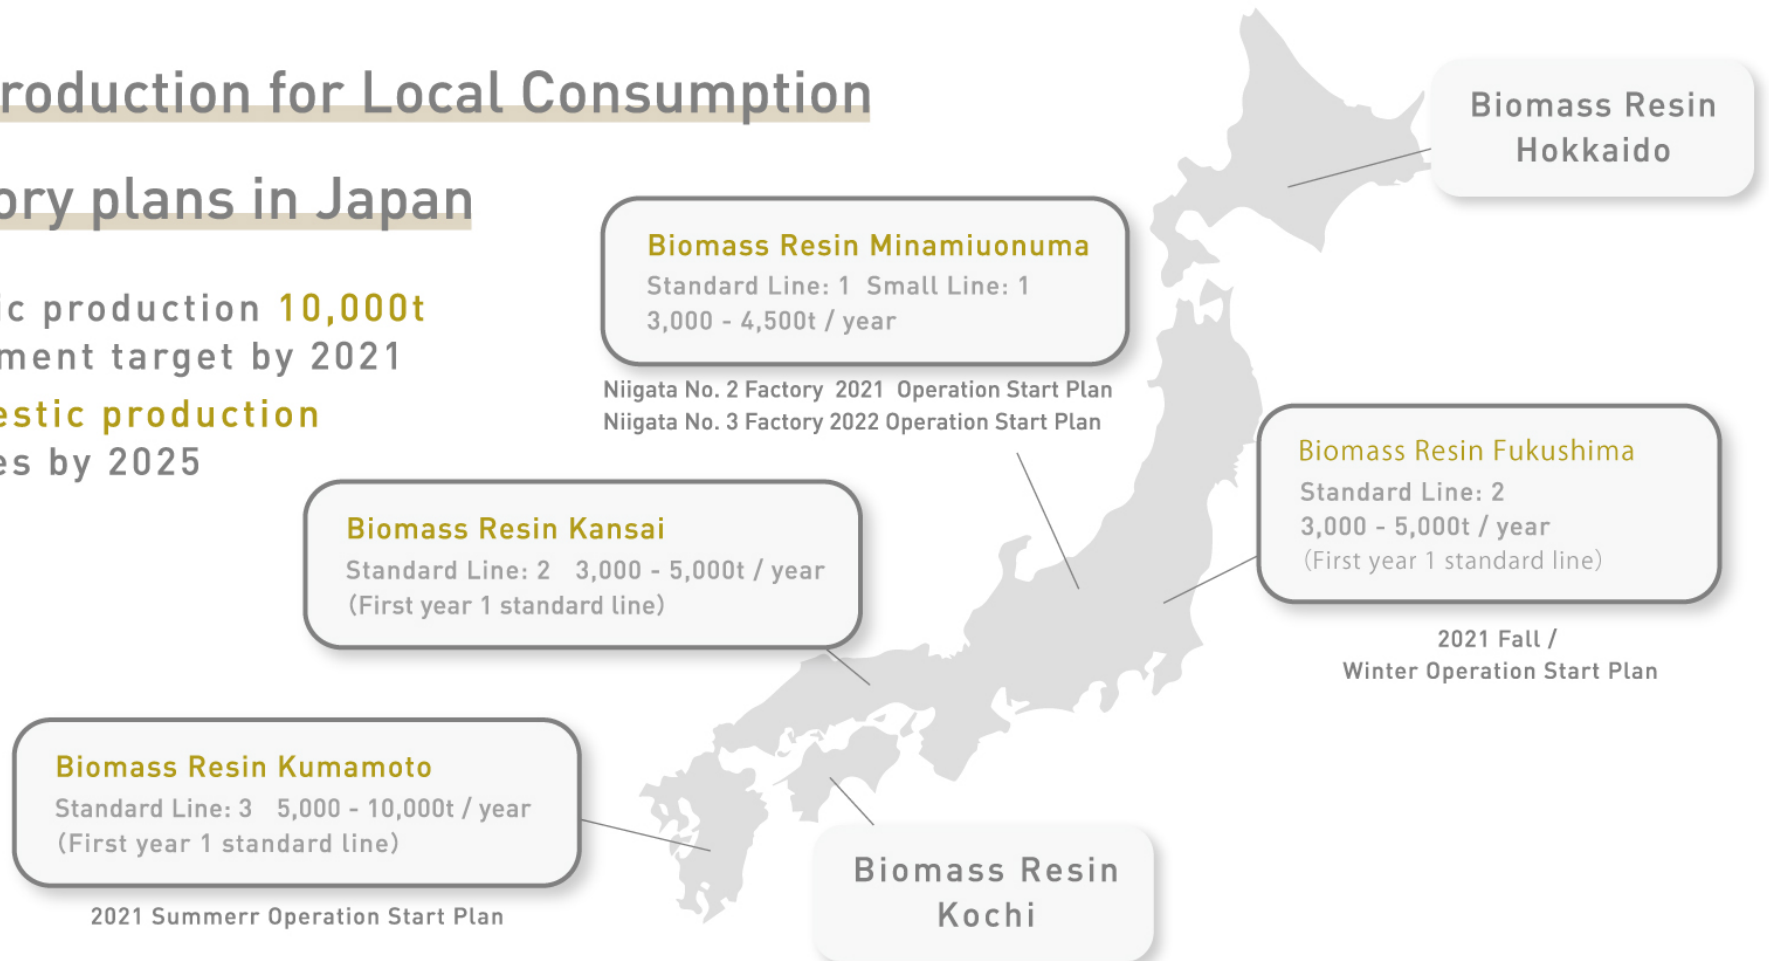 roduction for Local Consumption
ory plans in Japan
ic production 10,000t
ment target by 2021
estic production
es by 2025
Biomass Resin
Hokkaido
Biomass Resin Minamiuonuma
Standard Line: 1 Small Line: 1
3,000 - 4,500t / year
Niigata No. 2 Factory 2021 Operation Start Plan
Niigata No. 3 Factory 2022 Operation Start Plan
Biomass Resin Fukushima
Standard Line: 2
3,000 - 5,000t / year
(First year 1 standard line)
2021 Fall /
Winter Operation Start Plan
Biomass Resin Kansai
Standard Line: 2 3,000 - 5,000t / year
(First year 1 standard line)
Biomass Resin Kumamoto
Standard Line: 3 5,000 - 10,000t / year
(First year 1 standard line)
2021 Summerr Operation Start Plan
Biomass Resin
Kochi